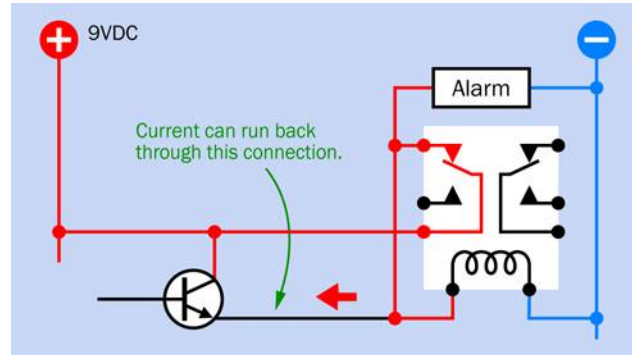 9VDC
Alarm
Current can run back
through this connection.